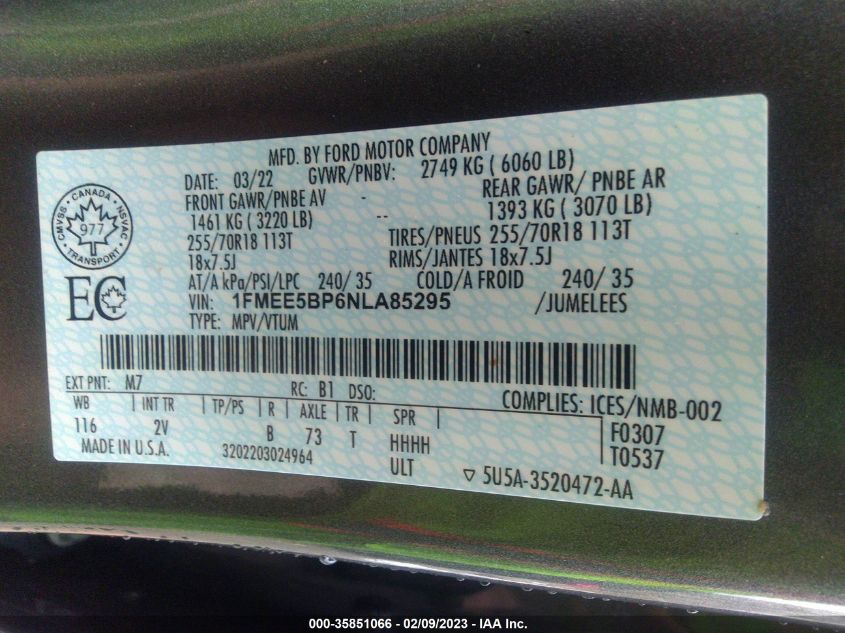 MFD. BY FORD MOTOR COMPANY
DATE: 03/22 GVWR/PNBV: 2749 KG ( 6060 LB)
FRONT GAWR/PNBE AV - REAR GAWR/ PNBE AR
1461 KG ( 3220 LB) -- 1393 KG ( 3070 LB)
255/70R18 113T TIRES/PNEUS 255/70R18 113T
18x7.5J RIMS/JANTES 18x7.5J
AT/A kPa/PSI/LPC 240/ 35 COLD/A FROID 240/ 35
VIN: 1FMEE5BP6NLA85295 /JUMELEES
TYPE: MPV/VTUM
CANADA
CMVSS NSVAC
977
TRANSPORT
EC
EXT PNT: M7 RC: B1 DSO: COMPLIES: ICES/NMB-002
WB INT TR TP/PS R AXLE TR SPR F0307
116 2V B 73 T HHHH T0537
MADE IN U.S.A. 3202203024964 ULT 5U5A-3520472-AA
000-35851066 - 02/09/2023 - IAA Inc.